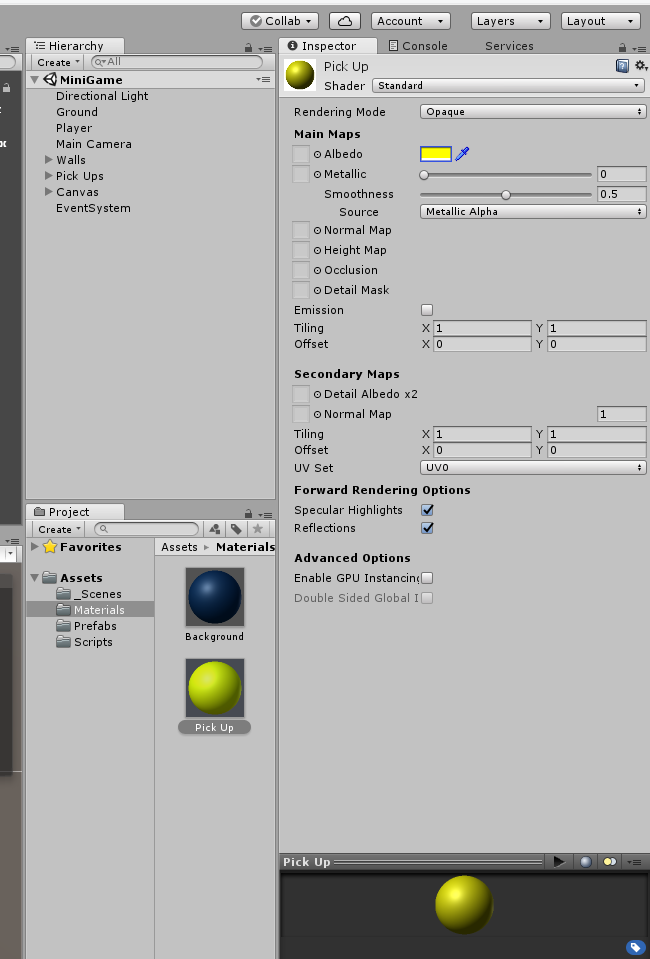 Collab Account Layers Layout
Hierarchy
Create All
MiniGame
Directional Light
Ground
Player
Main Camera
Walls
Pick Ups
Canvas
EventSystem
Inspector Console Services
Pick Up
Shader Standard
Rendering Mode Opaque
Main Maps
Albedo
Metallic 0
Smoothness 0.5
Source Metallic Alpha
Normal Map
Height Map
Occlusion
Detail Mask
Emission
Tiling X 1 Y 1
Offset X 0 Y 0
Secondary Maps
Detail Albedo x2
Normal Map 1
Tiling X 1 Y 1
Offset X 0 Y 0
UV Set UV0
Forward Rendering Options
Specular Highlights
Reflections
Advanced Options
Enable GPU Instancing
Double Sided Global I
Project
Create
Favorites
Assets
_Scenes
Materials
Prefabs
Scripts
Assets Materials
Background
Pick Up
Pick Up